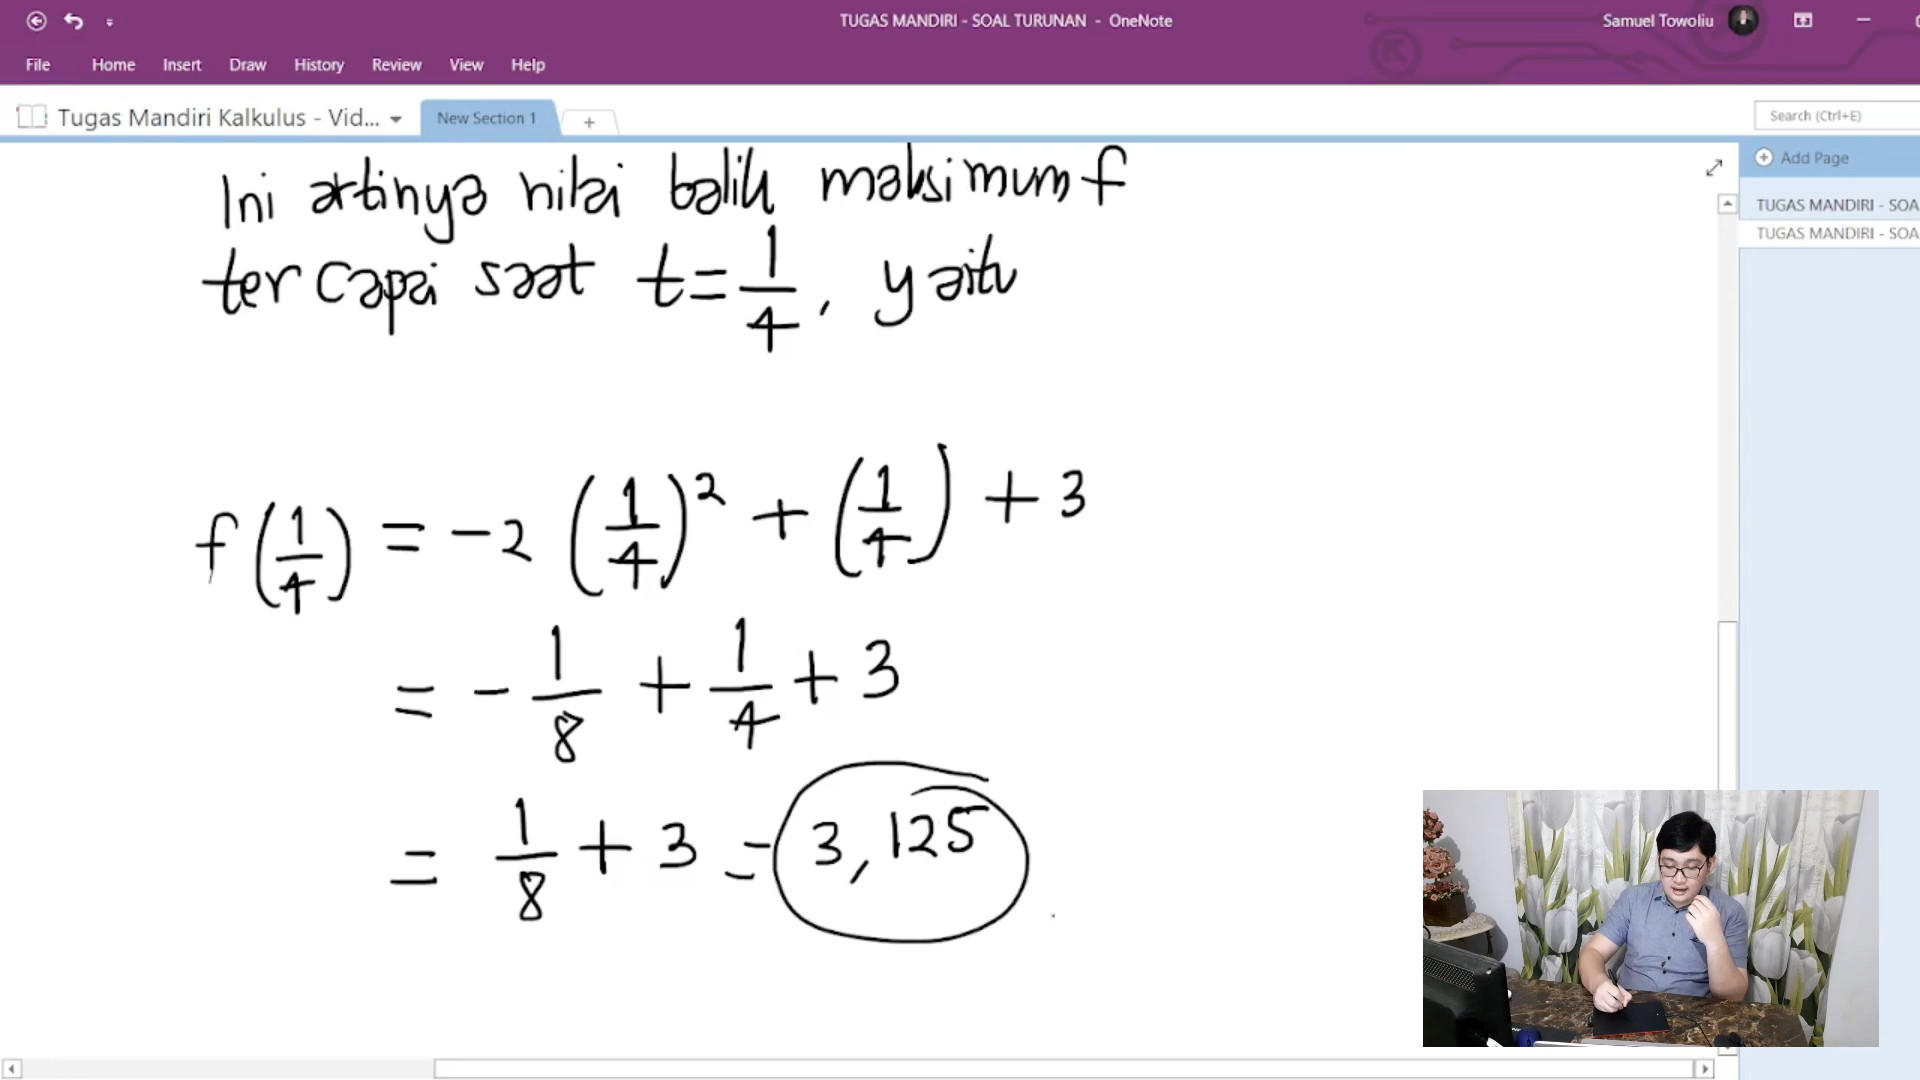 TUGAS MANDIRI - SOAL TURUNAN - OneNote
Samuel Towoliu
File Home Insert Draw History Review View Help
Tugas Mandiri Kalkulus - Vid...
New Section 1
+
Search (Ctrl+E)
Add Page
TUGAS MANDIRI - SOA
TUGAS MANDIRI - SOA
Ini artinya nilai balik maksimum f
tercapai saat t = 1/4, yaitu
f(1/4) = -2 (1/4)² + (1/4) + 3
= - 1/8 + 1/4 + 3
= 1/8 + 3 = 3,125